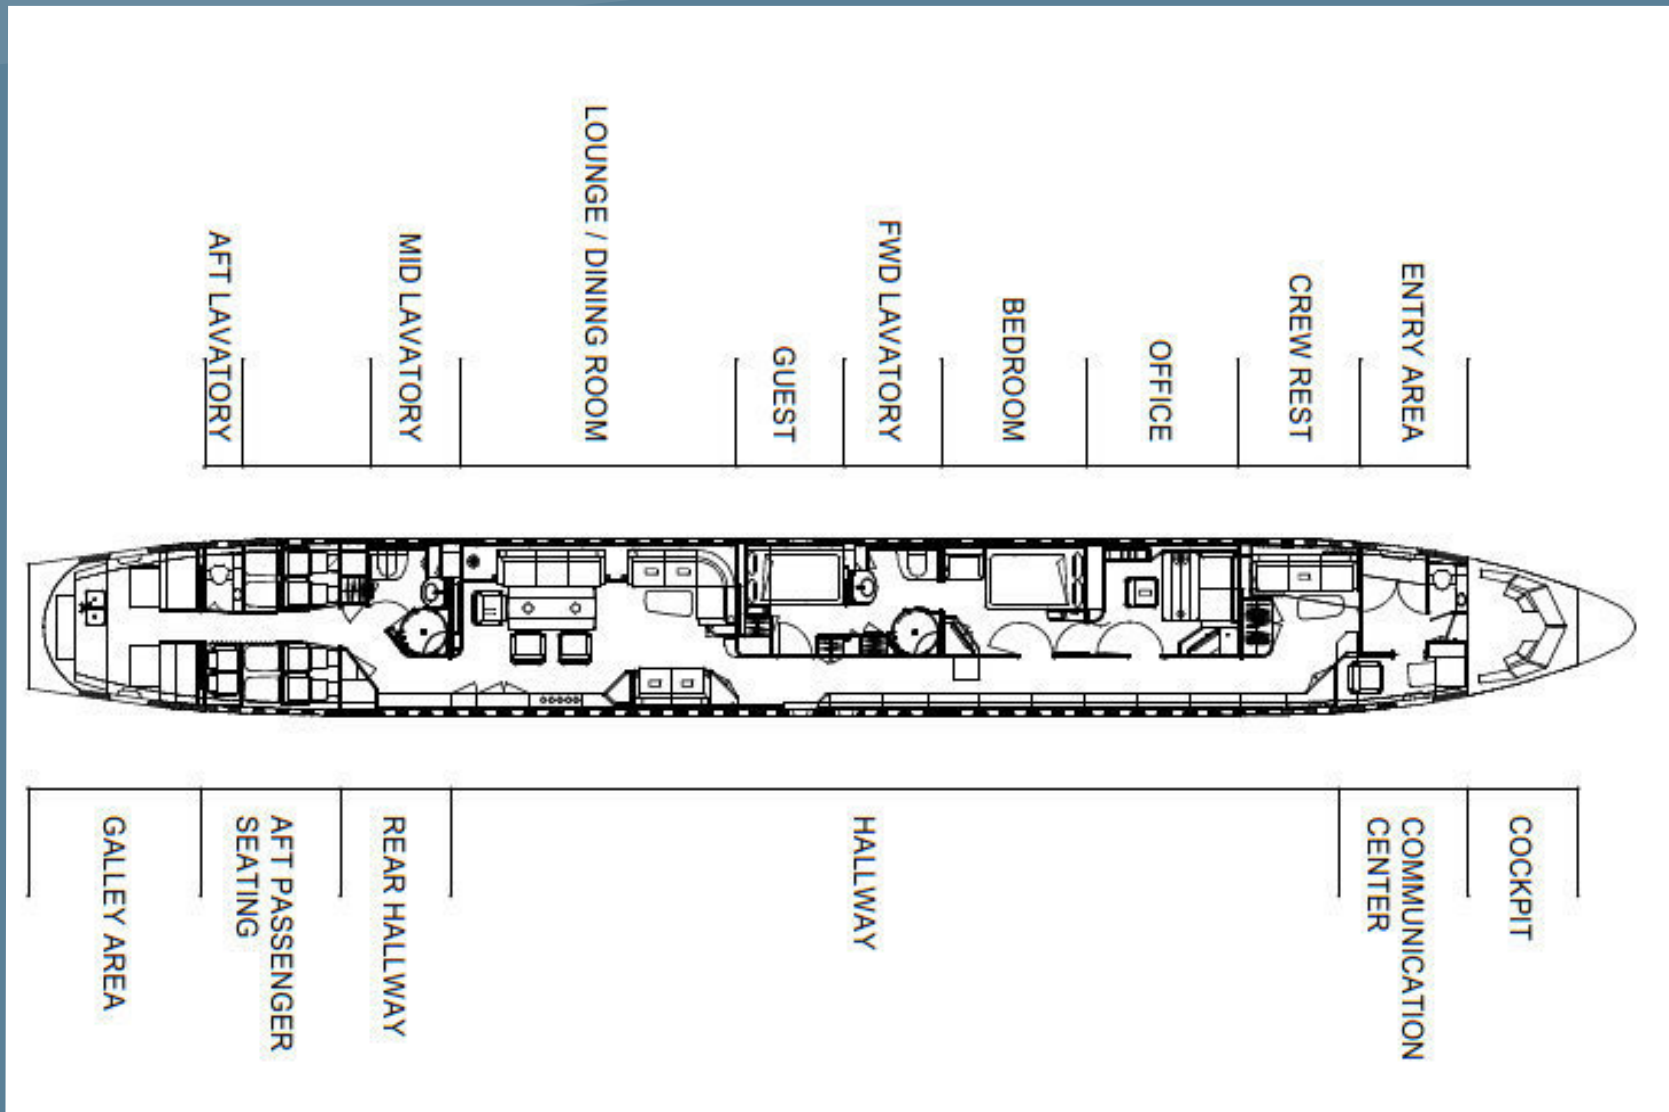 AFT LAVATORY
MID LAVATORY
LOUNGE / DINING ROOM
GUEST
FWD LAVATORY
BEDROOM
OFFICE
CREW REST
ENTRY AREA
GALLEY AREA
AFT PASSENGER
SEATING
REAR HALLWAY
HALLWAY
COMMUNICATION
CENTER
COCKPIT